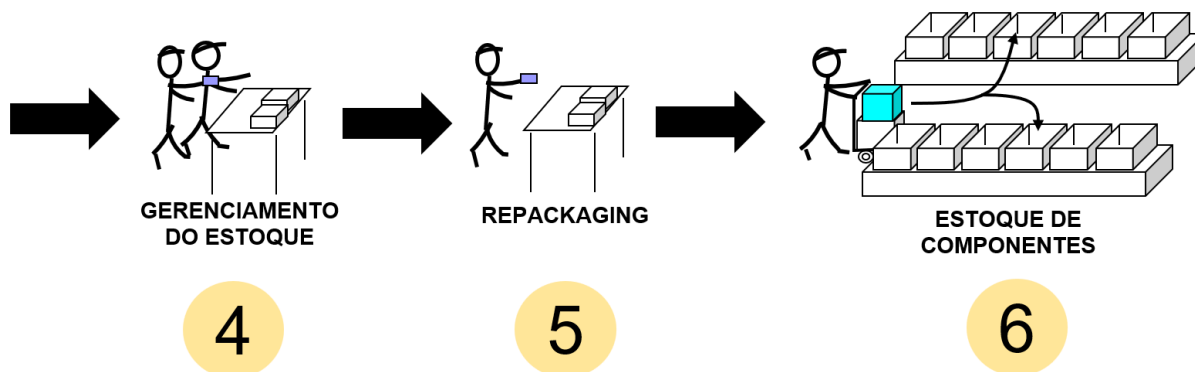 GERENCIAMENTO
DO ESTOQUE
REPACKAGING
ESTOQUE DE
COMPONENTES
4
5
6